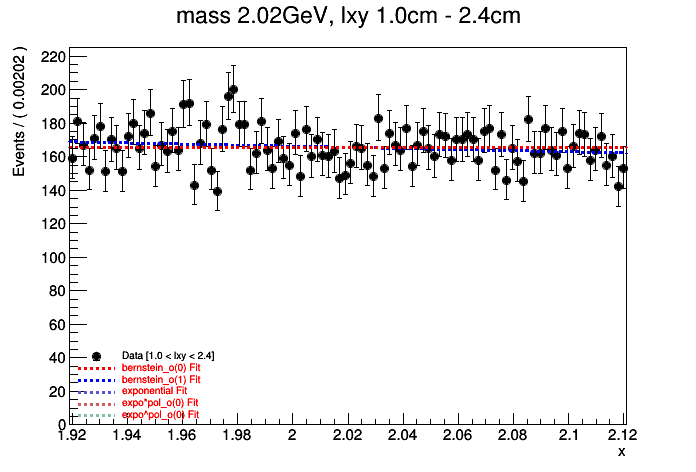 mass 2.02GeV, lxy 1.0cm - 2.4cm
Events / ( 0.00202 )
220
200
180
160
140
120
100
80
60
40
20
0
Data [1.0 < lxy < 2.4]
bernstein_o(0) Fit
bernstein_o(1) Fit
exponential Fit
expo*pol_o(0) Fit
expo^pol_o(0) Fit
1.92 1.94 1.96 1.98 2 2.02 2.04 2.06 2.08 2.1 2.12
x